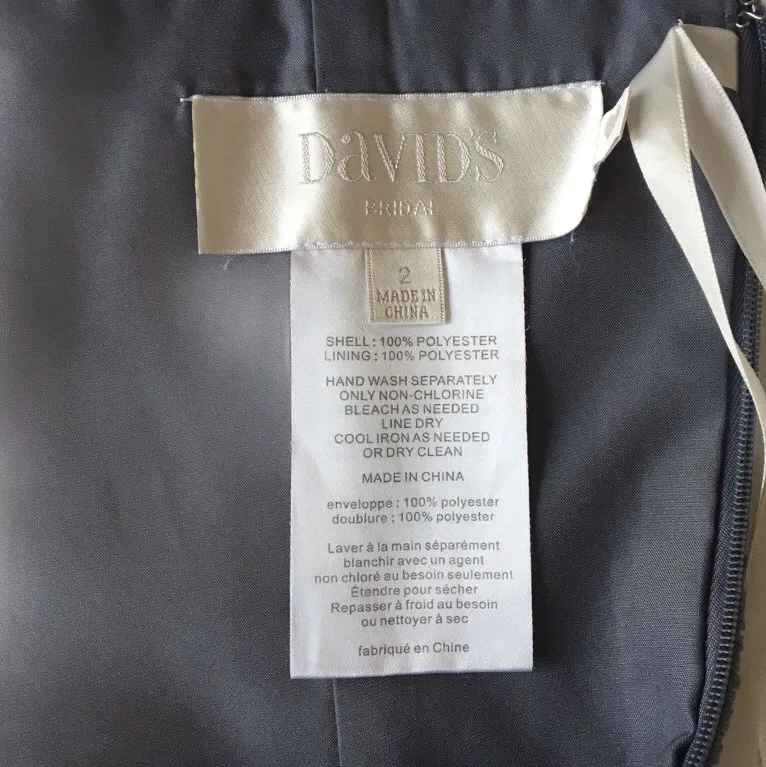 DaVID'S
BRIDAL
2
MADE IN
CHINA
SHELL : 100% POLYESTER
LINING : 100% POLYESTER
HAND WASH SEPARATELY
ONLY NON-CHLORINE
BLEACH AS NEEDED
LINE DRY
COOL IRON AS NEEDED
OR DRY CLEAN
MADE IN CHINA
enveloppe : 100% polyester
doublure : 100% polyester
Laver à la main séparément
blanchir avec un agent
non chloré au besoin seulement
Étendre pour sécher
Repasser à froid au besoin
ou nettoyer à sec
fabriqué en Chine